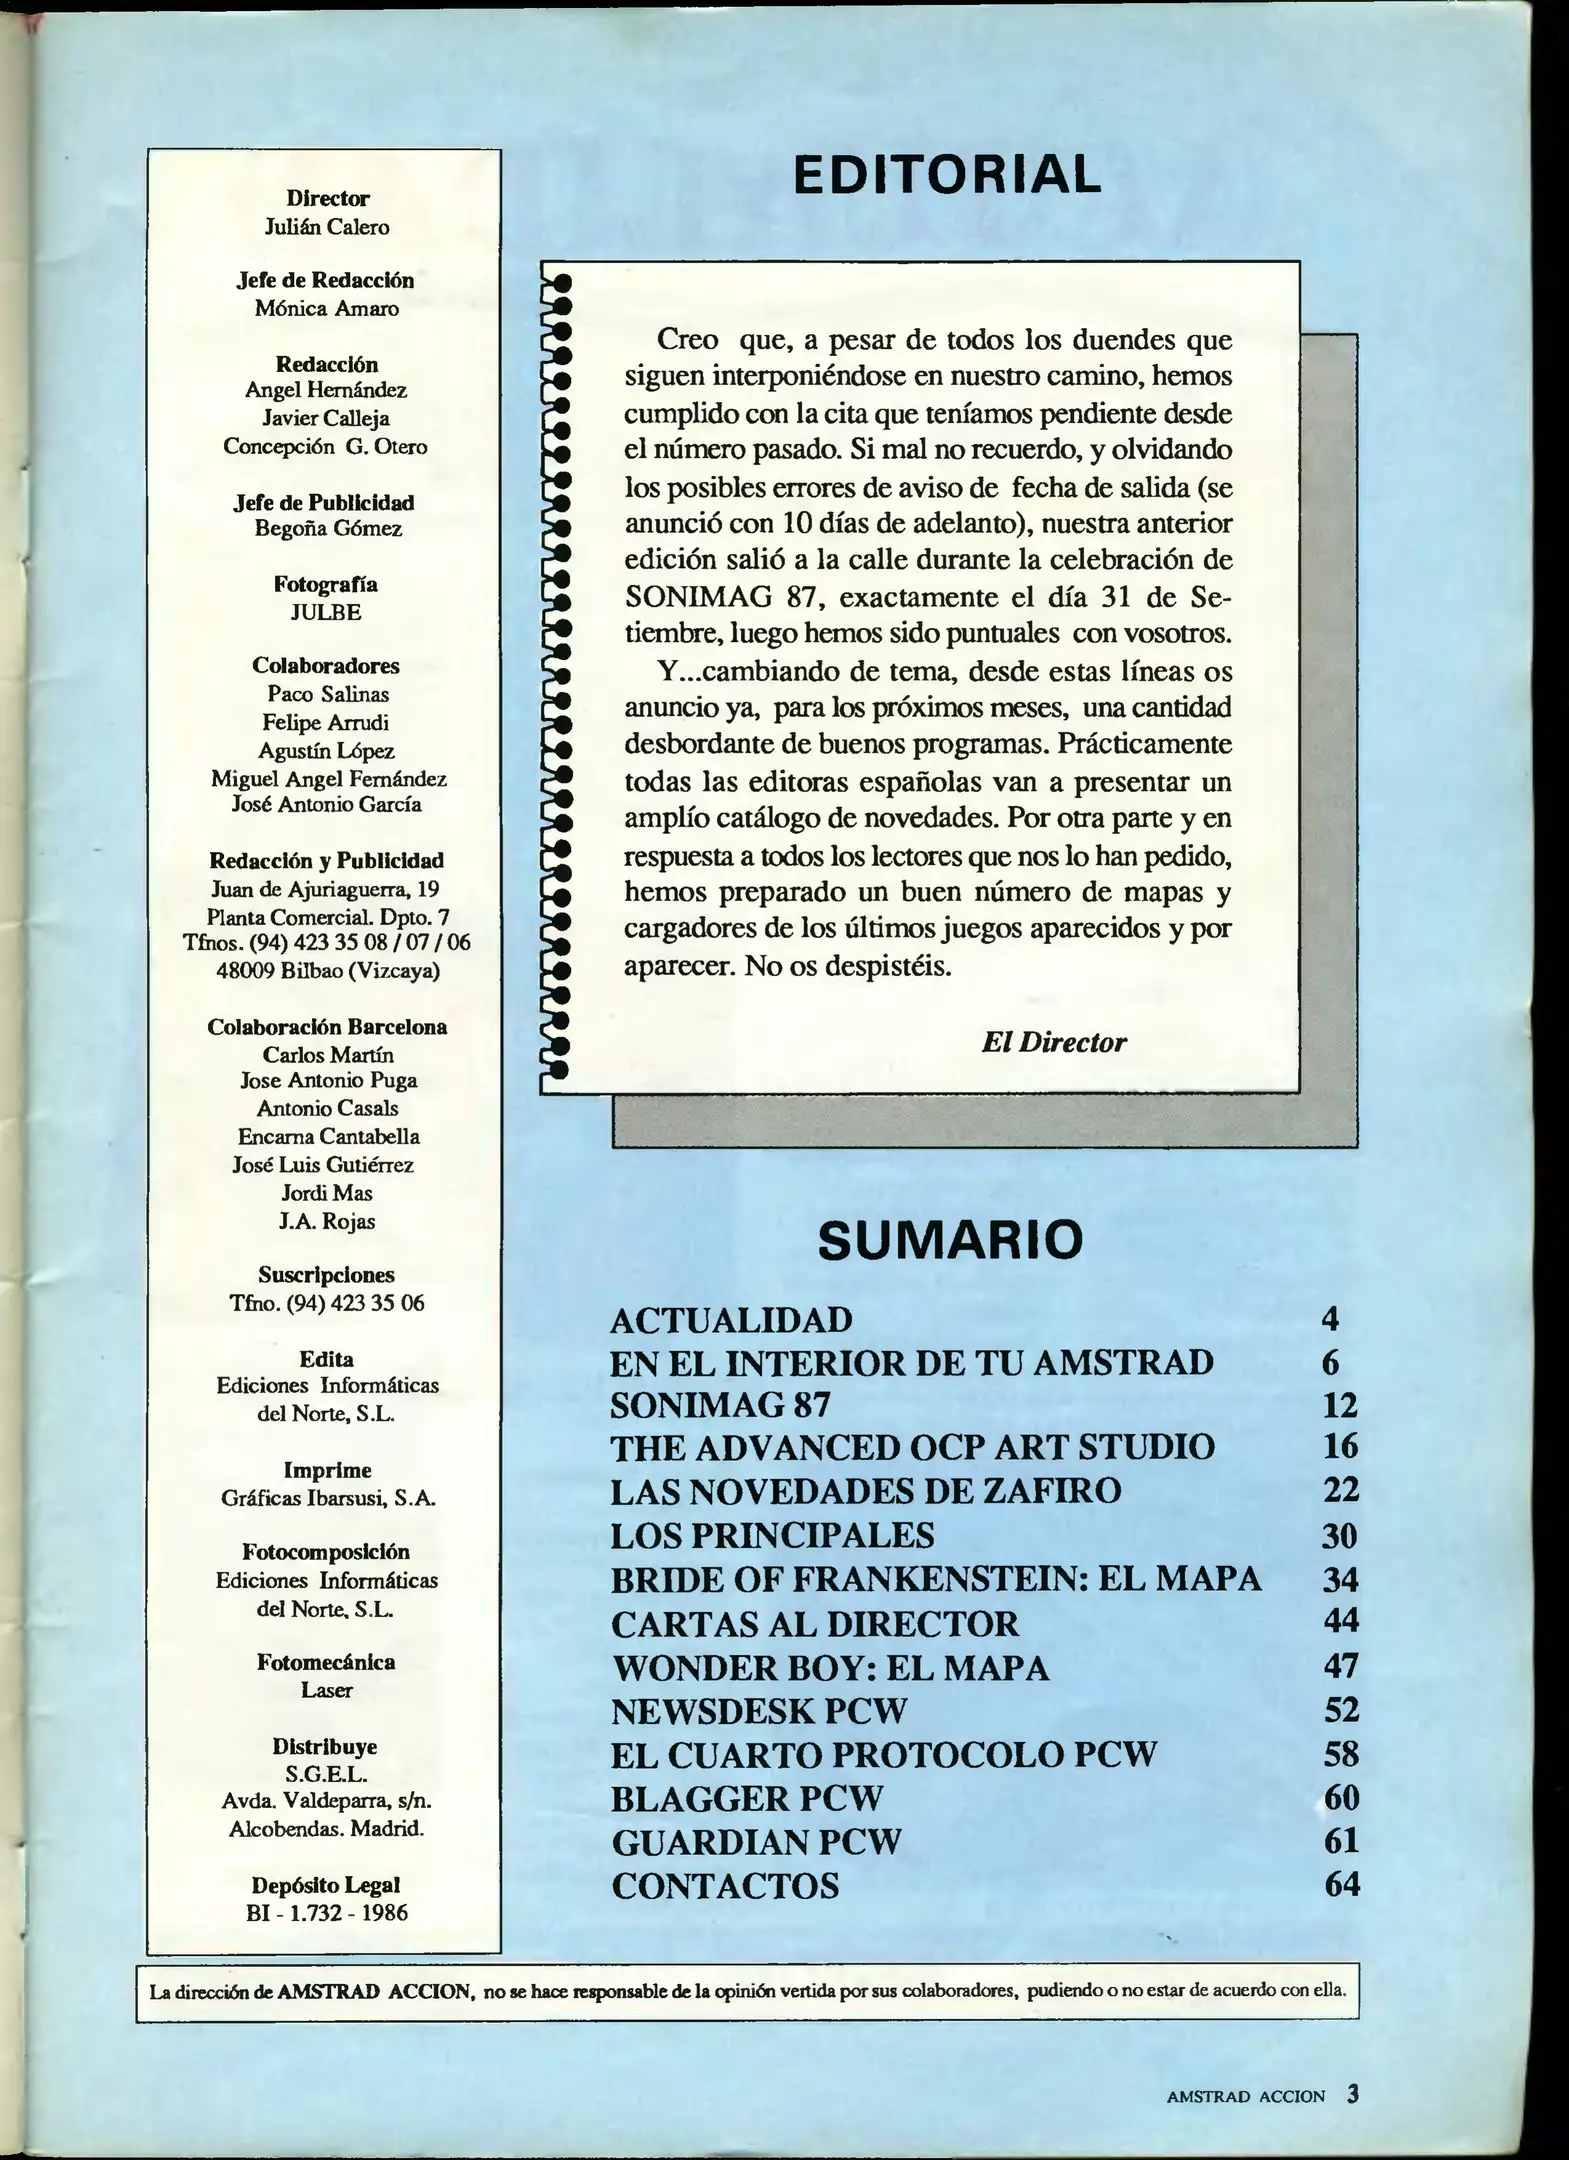 Director
Julián Calero
Jefe de Redacción
Mónica Amaro
Redacción
Angel Hernández
Javier Calleja
Concepción G. Otero
Jefe de Publicidad
Begoña Gómez
Fotografía
JULBE
Colaboradores
Paco Salinas
Felipe Arrudi
Agustín López
Miguel Angel Fernández
José Antonio García
Redacción y Publicidad
Juan de Ajuriaguerra, 19
Planta Comercial. Dpto. 7
Tfnos. (94) 423 35 08 / 07 / 06
48009 Bilbao (Vizcaya)
Colaboración Barcelona
Carlos Martín
Jose Antonio Puga
Antonio Casals
Encarna Cantabella
José Luis Gutiérrez
Jordi Mas
J.A. Rojas
Suscripciones
Tfno. (94) 423 35 06
Edita
Ediciones Informáticas
del Norte, S.L.
Imprime
Gráficas Ibarsusi, S.A.
Fotocomposición
Ediciones Informáticas
del Norte, S.L.
Fotomecánica
Laser
Distribuye
S.G.E.L.
Avda. Valdeparra, s/n.
Alcobendas. Madrid.
Depósito Legal
BI - 1.732 - 1986
EDITORIAL
Creo que, a pesar de todos los duendes que
siguen interponiéndose en nuestro camino, hemos
cumplido con la cita que teníamos pendiente desde
el número pasado. Si mal no recuerdo, y olvidando
los posibles errores de aviso de fecha de salida (se
anunció con 10 días de adelanto), nuestra anterior
edición salió a la calle durante la celebración de
SONIMAG 87, exactamente el día 31 de Se-
tiembre, luego hemos sido puntuales con vosotros.
Y...cambiando de tema, desde estas líneas os
anuncio ya, para los próximos meses, una cantidad
desbordante de buenos programas. Prácticamente
todas las editoras españolas van a presentar un
amplío catálogo de novedades. Por otra parte y en
respuesta a todos los lectores que nos lo han pedido,
hemos preparado un buen número de mapas y
cargadores de los últimos juegos aparecidos y por
aparecer. No os despistéis.
El Director
SUMARIO
ACTUALIDAD 4
EN EL INTERIOR DE TU AMSTRAD 6
SONIMAG 87 12
THE ADVANCED OCP ART STUDIO 16
LAS NOVEDADES DE ZAFIRO 22
LOS PRINCIPALES 30
BRIDE OF FRANKENSTEIN: EL MAPA 34
CARTAS AL DIRECTOR 44
WONDER BOY: EL MAPA 47
NEWSDESK PCW 52
EL CUARTO PROTOCOLO PCW 58
BLAGGER PCW 60
GUARDIAN PCW 61
CONTACTOS 64
La dirección de AMSTRAD ACCION, no se hace responsable de la opinión vertida por sus colaboradores, pudiendo o no estar de acuerdo con ella.
AMSTRAD ACCION 3